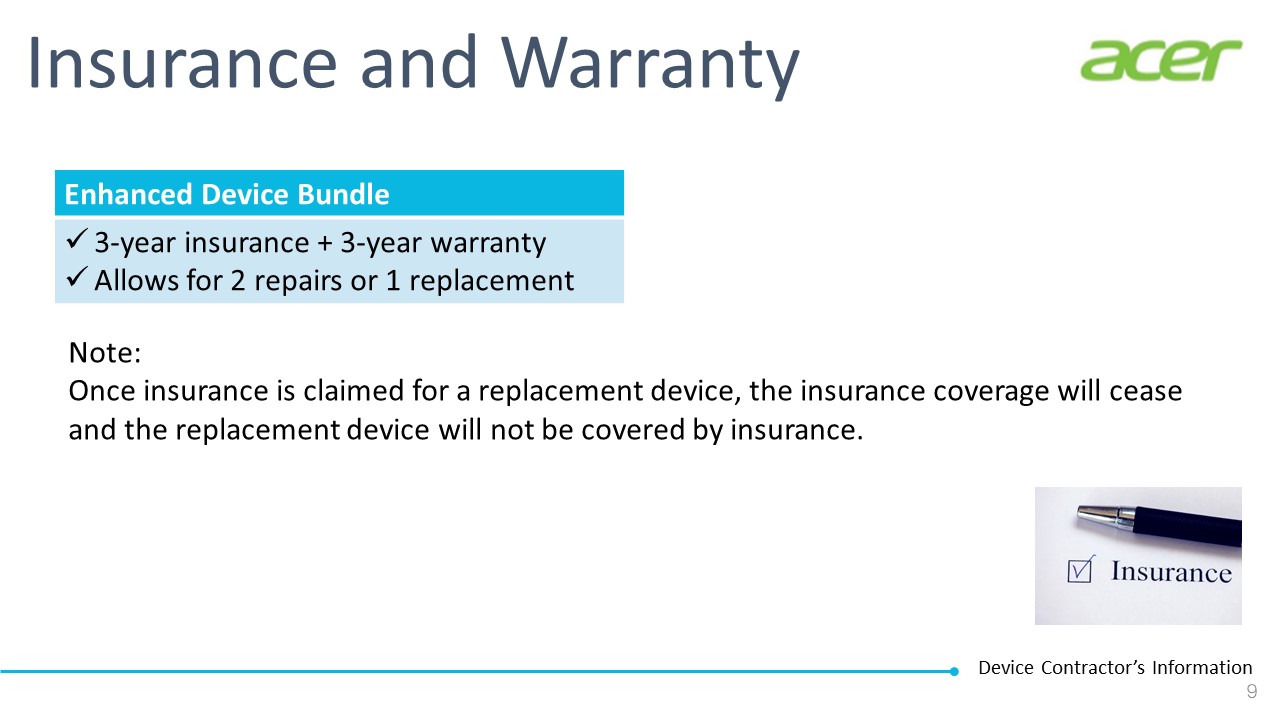 Insurance and Warranty
acer
Enhanced Device Bundle
✓ 3-year insurance + 3-year warranty
✓ Allows for 2 repairs or 1 replacement
Note:
Once insurance is claimed for a replacement device, the insurance coverage will cease
and the replacement device will not be covered by insurance.
Insurance
Device Contractor’s Information
9